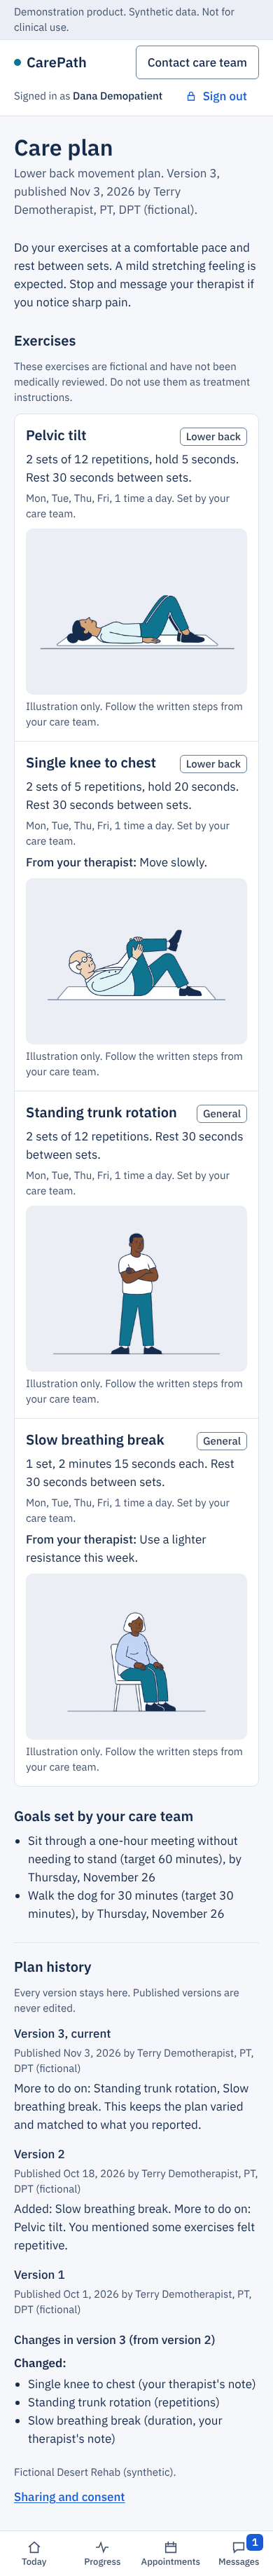 Demonstration product. Synthetic data. Not for
clinical use.
CarePath
Contact care team
Signed in as Dana Demopatient
Sign out
Care plan
Lower back movement plan. Version 3,
published Nov 3, 2026 by Terry
Demotherapist, PT, DPT (fictional).
Do your exercises at a comfortable pace and
rest between sets. A mild stretching feeling is
expected. Stop and message your therapist if
you notice sharp pain.
Exercises
These exercises are fictional and have not been
medically reviewed. Do not use them as treatment
instructions.
Pelvic tilt
Lower back
2 sets of 12 repetitions, hold 5 seconds.
Rest 30 seconds between sets.
Mon, Tue, Thu, Fri, 1 time a day. Set by your
care team.
Illustration only. Follow the written steps from
your care team.
Single knee to chest
Lower back
2 sets of 5 repetitions, hold 20 seconds.
Rest 30 seconds between sets.
Mon, Tue, Thu, Fri, 1 time a day. Set by your
care team.
From your therapist: Move slowly.
Illustration only. Follow the written steps from
your care team.
Standing trunk rotation
General
2 sets of 12 repetitions. Rest 30 seconds
between sets.
Mon, Tue, Thu, Fri, 1 time a day. Set by your
care team.
Illustration only. Follow the written steps from
your care team.
Slow breathing break
General
1 set, 2 minutes 15 seconds each. Rest
30 seconds between sets.
Mon, Tue, Thu, Fri, 1 time a day. Set by your
care team.
From your therapist: Use a lighter
resistance this week.
Illustration only. Follow the written steps from
your care team.
Goals set by your care team
• Sit through a one-hour meeting without
needing to stand (target 60 minutes), by
Thursday, November 26
• Walk the dog for 30 minutes (target 30
minutes), by Thursday, November 26
Plan history
Every version stays here. Published versions are
never edited.
Version 3, current
Published Nov 3, 2026 by Terry Demotherapist, PT,
DPT (fictional)
More to do on: Standing trunk rotation, Slow
breathing break. This keeps the plan varied
and matched to what you reported.
Version 2
Published Oct 18, 2026 by Terry Demotherapist, PT,
DPT (fictional)
Added: Slow breathing break. More to do on:
Pelvic tilt. You mentioned some exercises felt
repetitive.
Version 1
Published Oct 1, 2026 by Terry Demotherapist, PT,
DPT (fictional)
Changes in version 3 (from version 2)
Changed:
• Single knee to chest (your therapist's note)
• Standing trunk rotation (repetitions)
• Slow breathing break (duration, your
therapist's note)
Fictional Desert Rehab (synthetic).
Sharing and consent
1
Today
Progress
Appointments
Messages